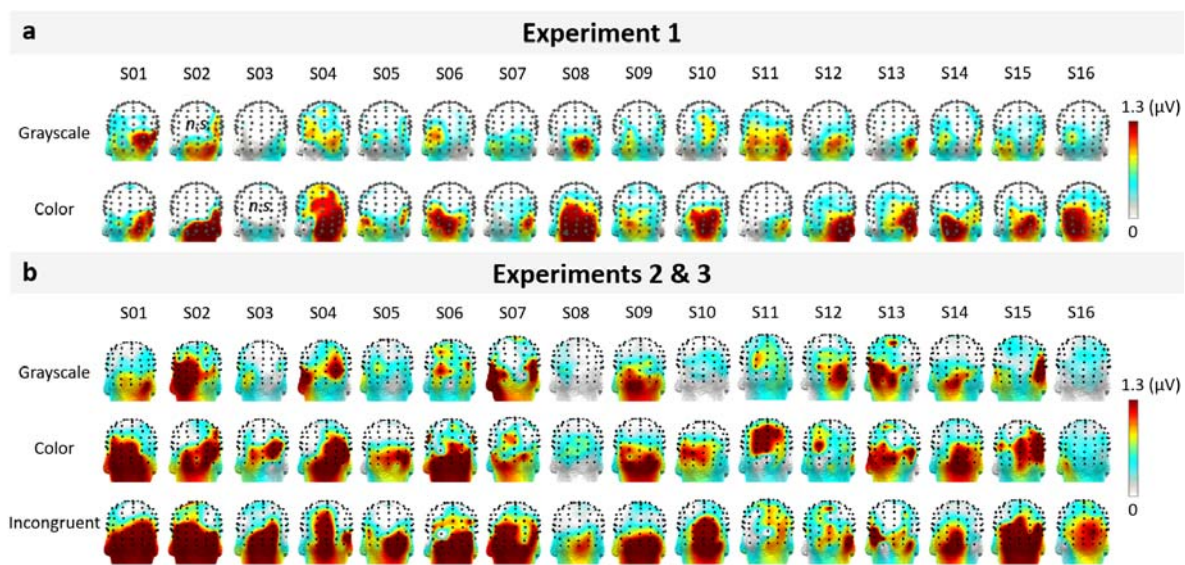 a Experiment 1
S01 S02 S03 S04 S05 S06 S07 S08 S09 S10 S11 S12 S13 S14 S15 S16
Grayscale n.s. 1.3 (µV)
Color n.s. 0
b Experiments 2 & 3
S01 S02 S03 S04 S05 S06 S07 S08 S09 S10 S11 S12 S13 S14 S15 S16
Grayscale 1.3 (µV)
Color
Incongruent 0